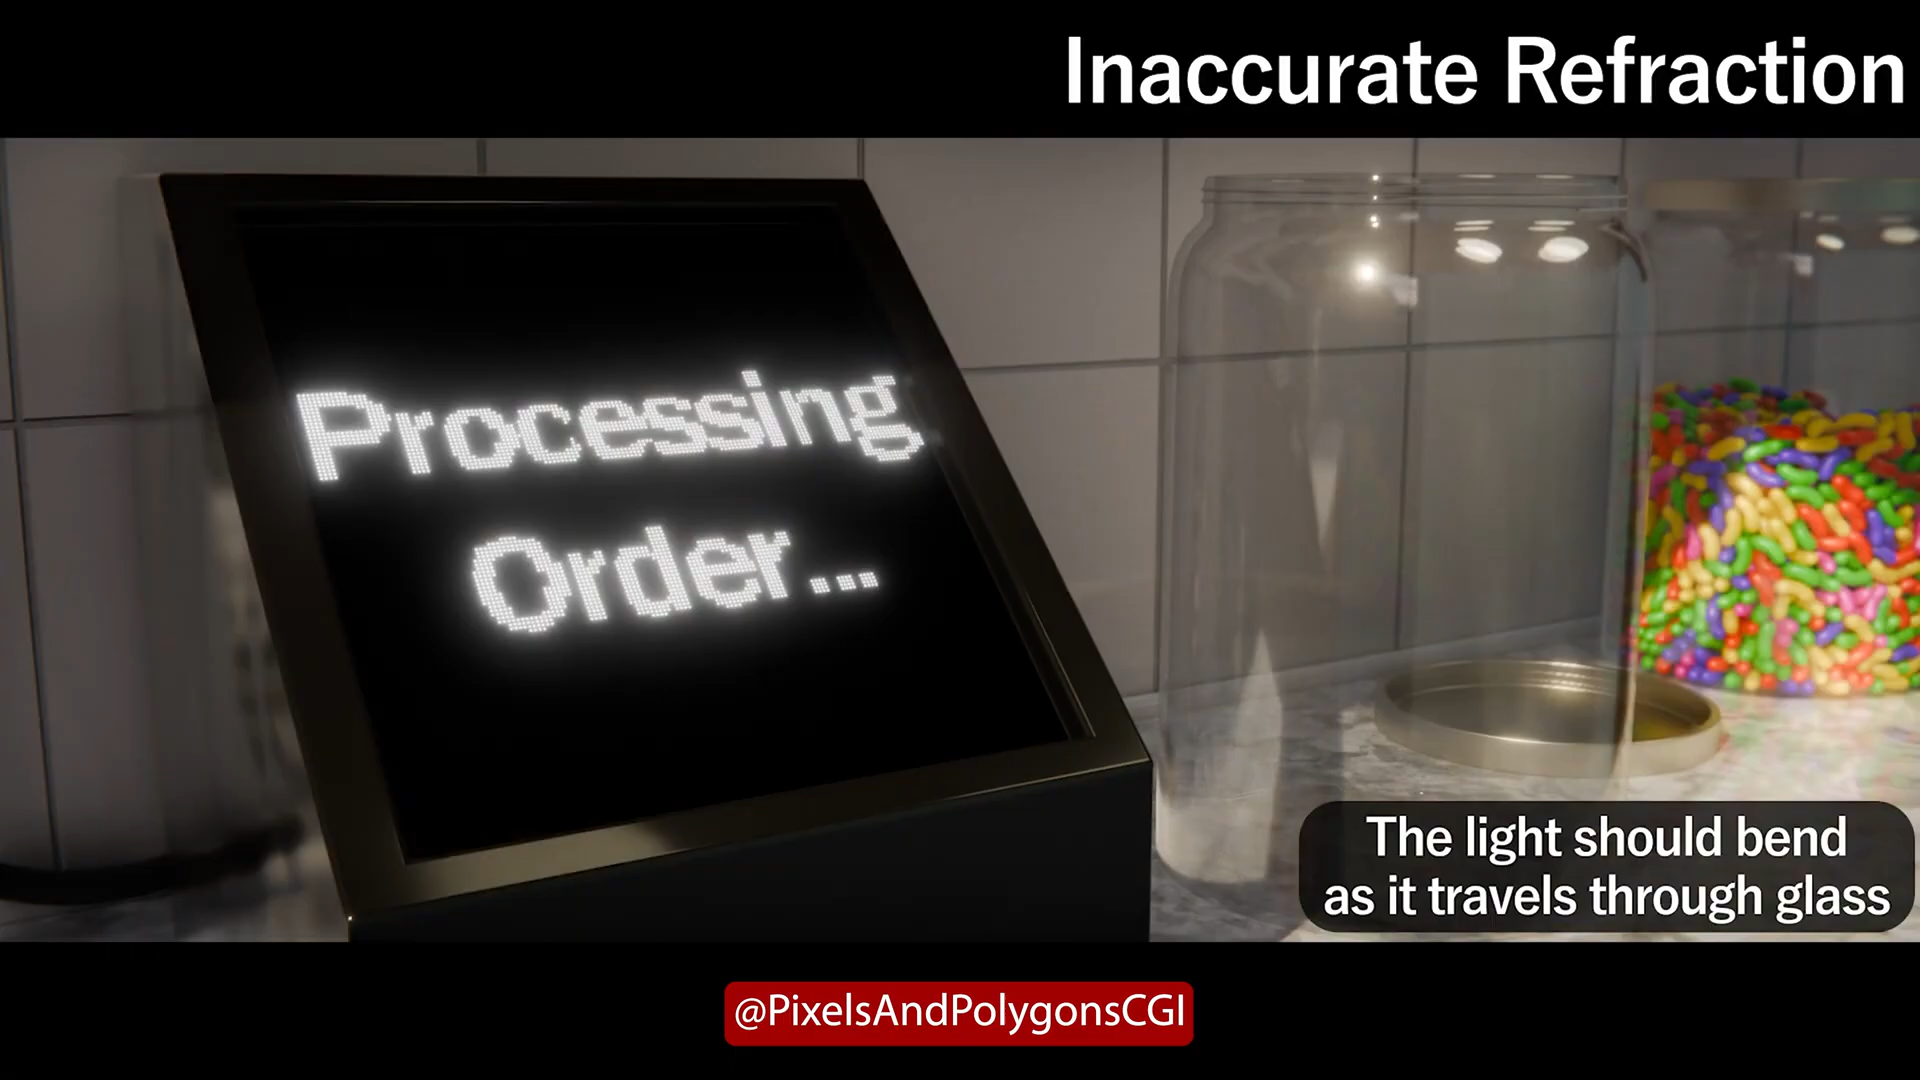 Inaccurate Refraction
Processing
Order...
The light should bend
as it travels through glass
@PixelsAndPolygonsCGI